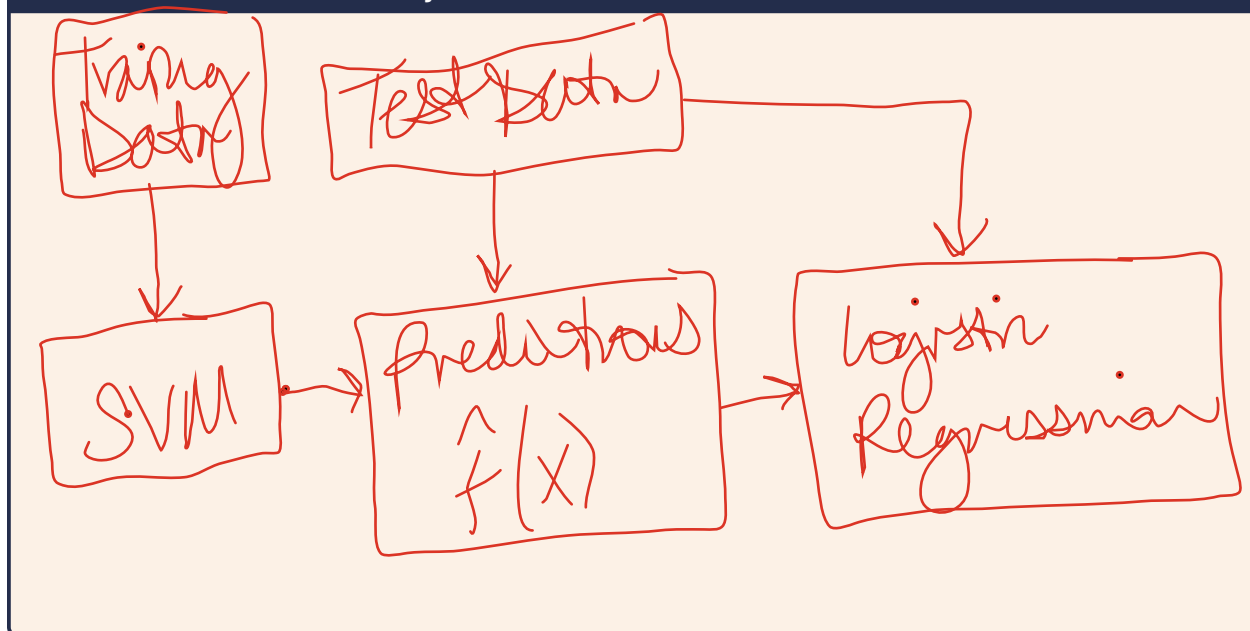 Training
Data
Test Data
SVM
Predictions
f̂(x)
Logistic
Regression